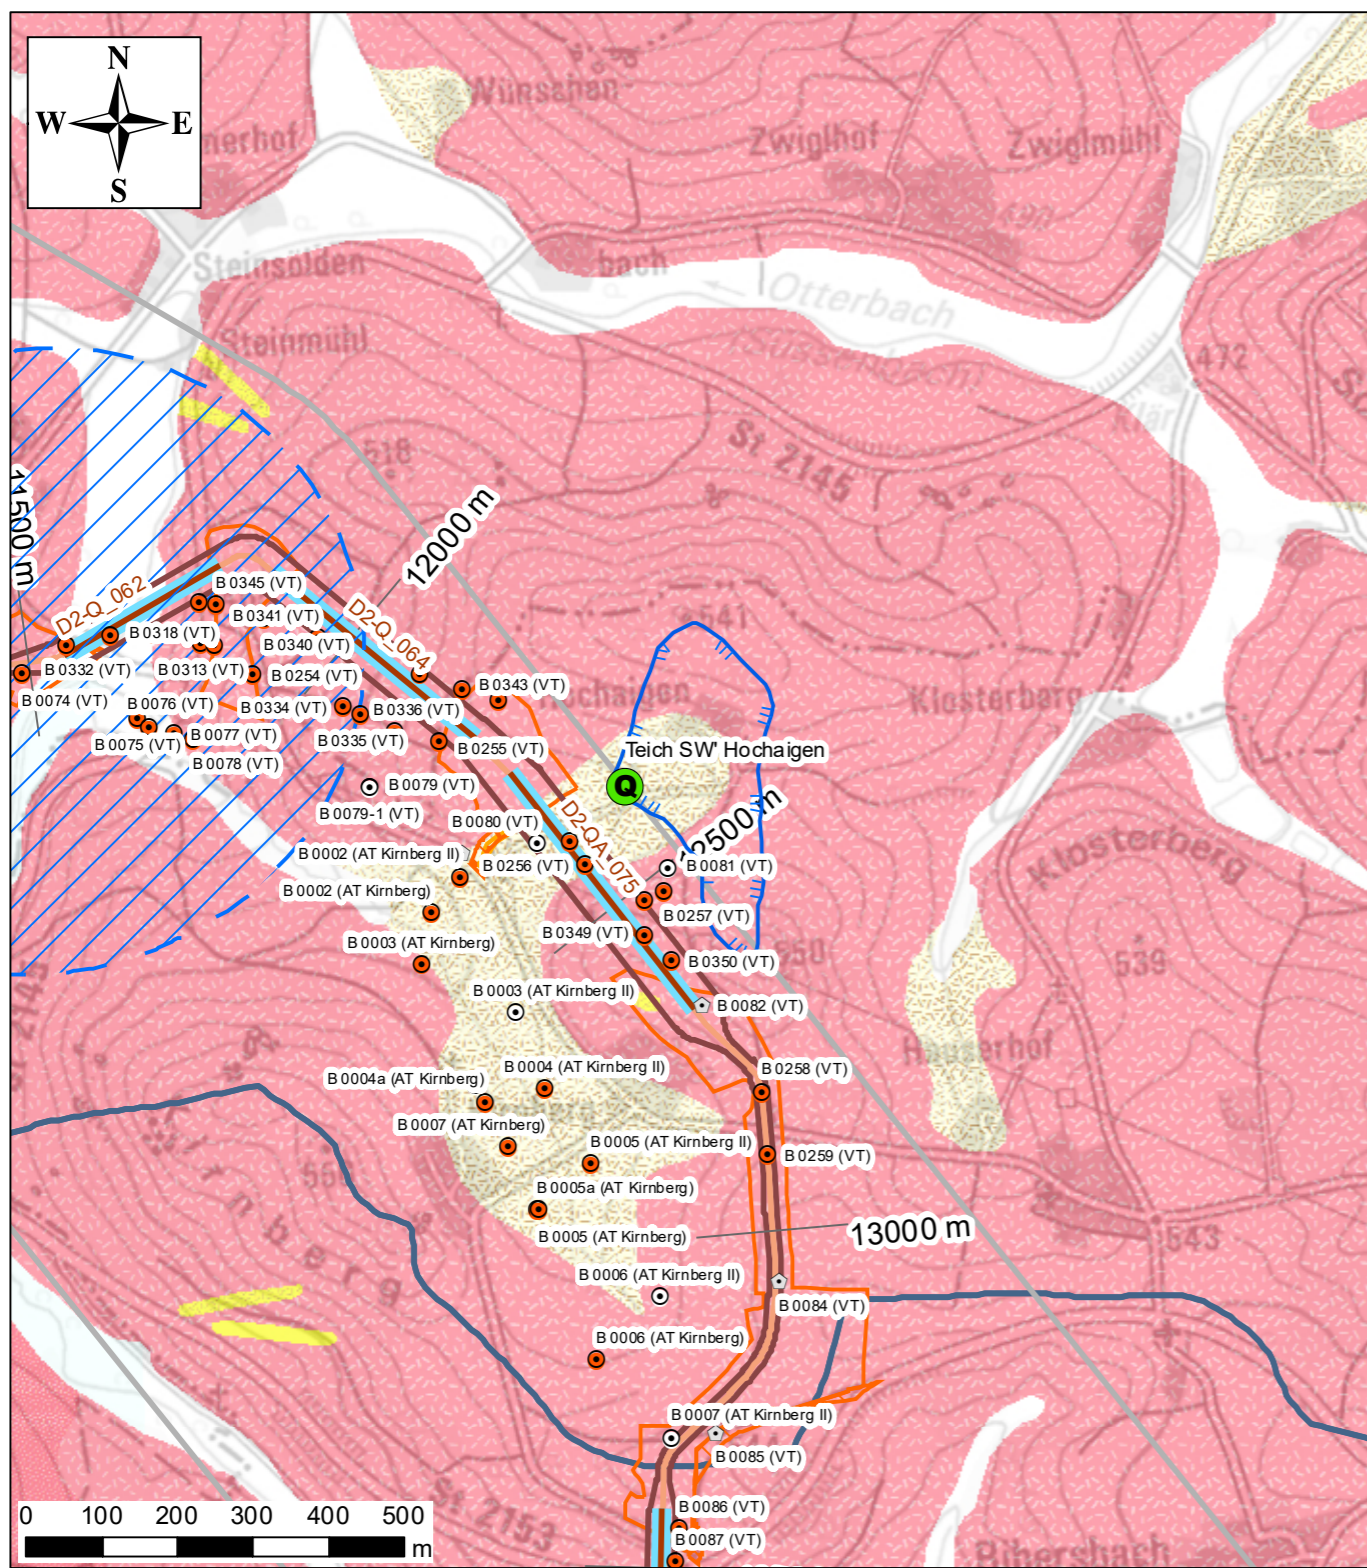 N
W E
S
Wünschen-
Zwiglhof
Zwiglmühl
bach
Steinsölden
Otterbach
Steinmühl
472
518
St 2145
11500 m
12000 m
D2-Q_062
B 0345 (VT)
B 0341 (VT)
B 0318 (VT)
B 0340 (VT)
D2-Q_064
B 0332 (VT)
B 0313 (VT)
B 0254 (VT)
B 0343 (VT)
Klosterberg
B 0074 (VT)
B 0076 (VT)
B 0334 (VT)
B 0336 (VT)
B 0075 (VT)
B 0077 (VT)
B 0335 (VT)
B 0255 (VT)
Teich SW' Hochaigen
B 0078 (VT)
Q
B 0079 (VT)
B 0079-1 (VT)
B 0080 (VT)
D2-QA_075
12500 m
B 0002 (AT Kirnberg II)
B 0256 (VT)
B 0081 (VT)
B 0002 (AT Kirnberg)
B 0257 (VT)
B 0003 (AT Kirnberg)
B 0349 (VT)
B 0350 (VT)
B 0003 (AT Kirnberg II)
B 0082 (VT)
B 0004 (AT Kirnberg II)
B 0258 (VT)
B 0004a (AT Kirnberg)
B 0007 (AT Kirnberg)
B 0005 (AT Kirnberg II)
B 0259 (VT)
B 0005a (AT Kirnberg)
B 0005 (AT Kirnberg)
13000 m
543
B 0006 (AT Kirnberg II)
B 0084 (VT)
B 0006 (AT Kirnberg)
B 0007 (AT Kirnberg II)
B 0085 (VT)
St 2153
B 0086 (VT)
B 0087 (VT)
0 100 200 300 400 500
m